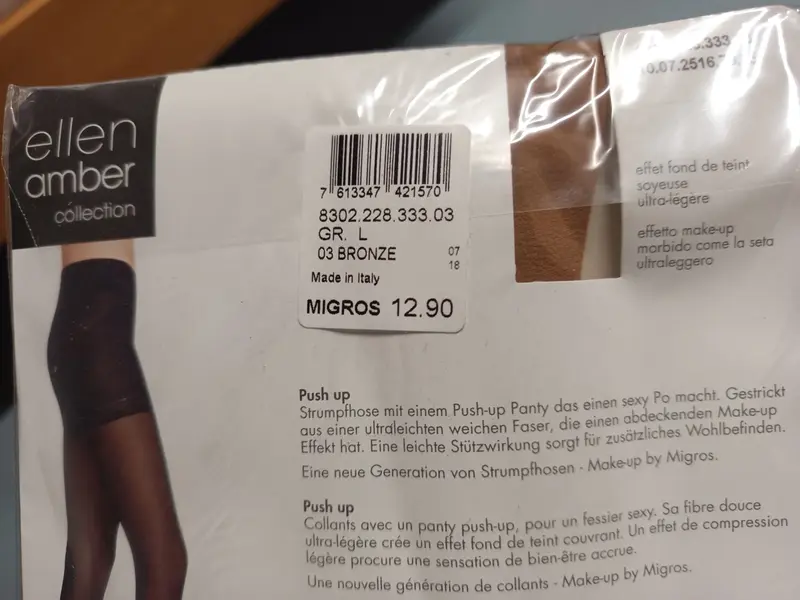 ellen
amber
collection
7 613347 421570
8302.228.333.03
GR. L
03 BRONZE
07
18
Made in Italy
MIGROS 12.90
effet fond de teint
soyeuse
ultra-légère
effetto make-up
morbido come la seta
ultraleggero
Push up
Strumpfhose mit einem Push-up Panty das einen sexy Po macht. Gestrickt
aus einer ultraleichten weichen Faser, die einen abdeckenden Make-up
Effekt hat. Eine leichte Stützwirkung sorgt für zusätzliches Wohlbefinden.
Eine neue Generation von Strumpfhosen - Make-up by Migros.
Push up
Collants avec un panty push-up, pour un fessier sexy. Sa fibre douce
ultra-légère crée un effet fond de teint couvrant. Un effet de compression
légère procure une sensation de bien-être accrue.
Une nouvelle génération de collants - Make-up by Migros.